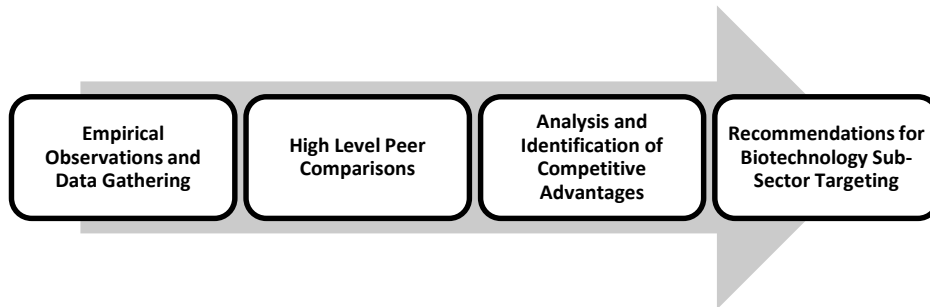 Empirical
Observations and
Data Gathering
High Level Peer
Comparisons
Analysis and
Identification of
Competitive
Advantages
Recommendations for
Biotechnology Sub-
Sector Targeting